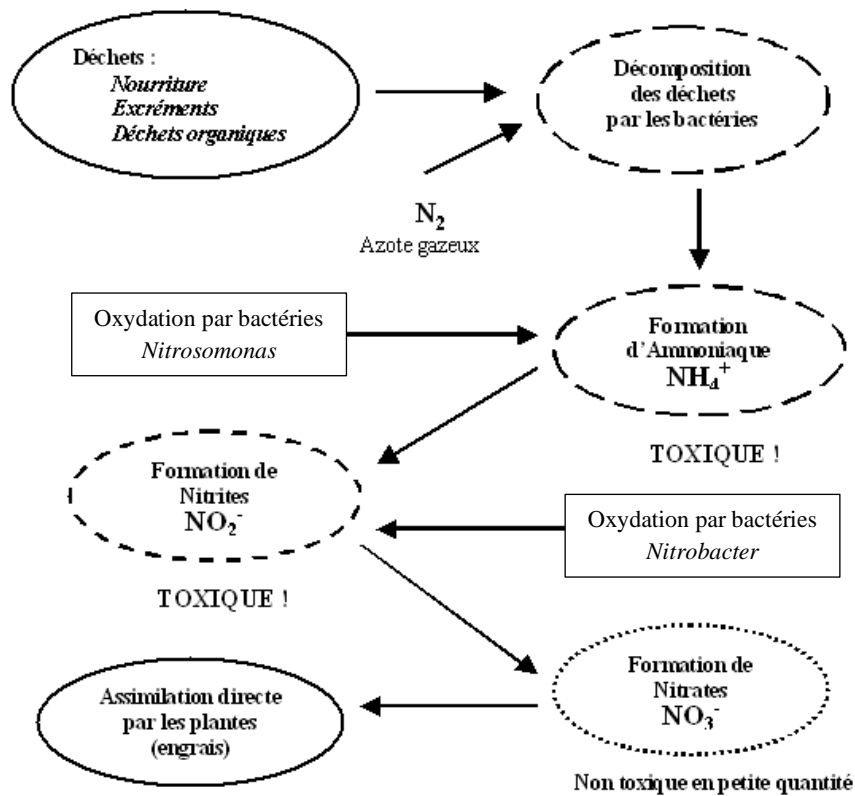 Déchets :
Nourriture
Excréments
Déchets organiques
Décomposition
des déchets
par les bactéries
N₂
Azote gazeux
Oxydation par bactéries
Nitrosomonas
Formation
d'Ammoniaque
NH₄⁺
TOXIQUE !
Formation de
Nitrites
NO₂⁻
TOXIQUE !
Oxydation par bactéries
Nitrobacter
Formation de
Nitrates
NO₃⁻
Non toxique en petite quantité
Assimilation directe
par les plantes
(engrais)